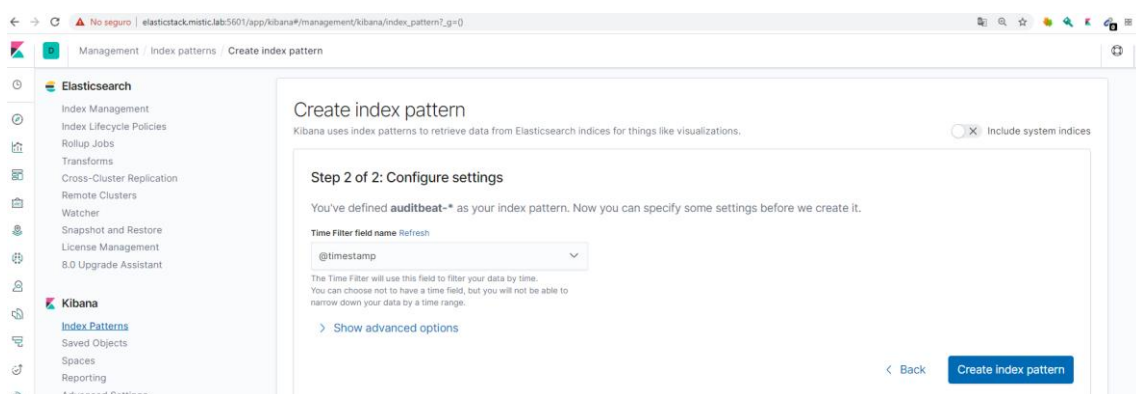 No seguro | elasticstack.mistic.lab:5601/app/kibana#/management/kibana/index_pattern?_g=()
D Management / Index patterns / Create index pattern
Elasticsearch
Index Management
Index Lifecycle Policies
Rollup Jobs
Transforms
Cross-Cluster Replication
Remote Clusters
Watcher
Snapshot and Restore
License Management
8.0 Upgrade Assistant
Kibana
Index Patterns
Saved Objects
Spaces
Reporting
Advanced Settings
Create index pattern
Kibana uses index patterns to retrieve data from Elasticsearch indices for things like visualizations.
Include system indices
Step 2 of 2: Configure settings
You've defined auditbeat-* as your index pattern. Now you can specify some settings before we create it.
Time Filter field name Refresh
@timestamp
The Time Filter will use this field to filter your data by time.
You can choose not to have a time field, but you will not be able to
narrow down your data by a time range.
Show advanced options
Back
Create index pattern